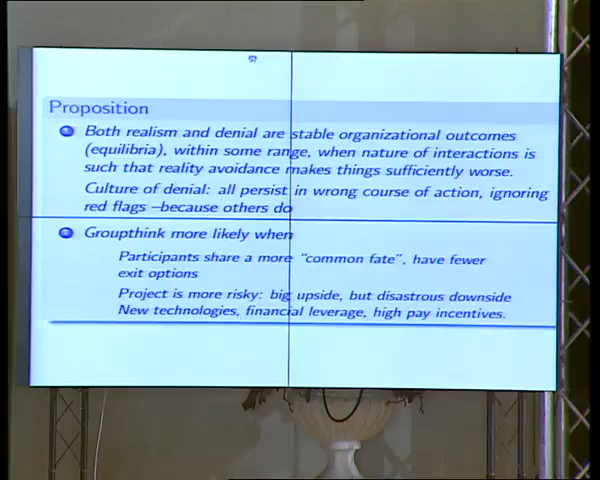 Proposition
1 Both realism and denial are stable organizational outcomes
(equilibria), within some range, when nature of interactions is
such that reality avoidance makes things sufficiently worse.
Culture of denial: all persist in wrong course of action, ignoring
red flags –because others do
2 Groupthink more likely when
Participants share a more "common fate", have fewer
exit options
Project is more risky: big upside, but disastrous downside
New technologies, financial leverage, high pay incentives.